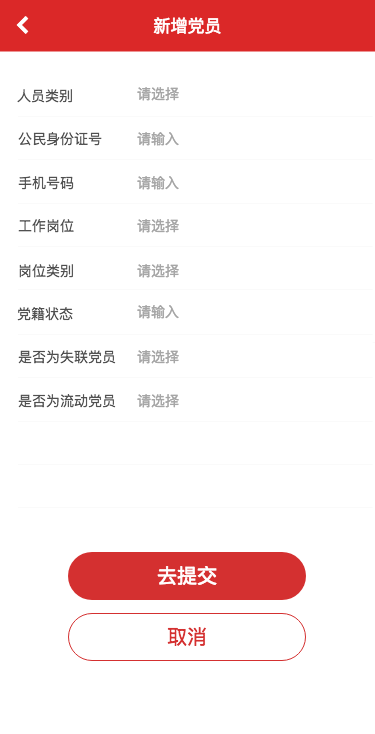 新增党员
人员类别 请选择
公民身份证号 请输入
手机号码 请输入
工作岗位 请选择
岗位类别 请选择
党籍状态 请输入
是否为失联党员 请选择
是否为流动党员 请选择
去提交
取消